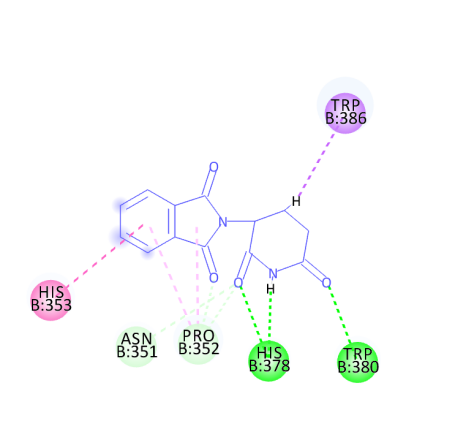 TRP
B:386
H
O
N
O
O
N
H
O
HIS
B:353
ASN
B:351
PRO
B:352
HIS
B:378
TRP
B:380